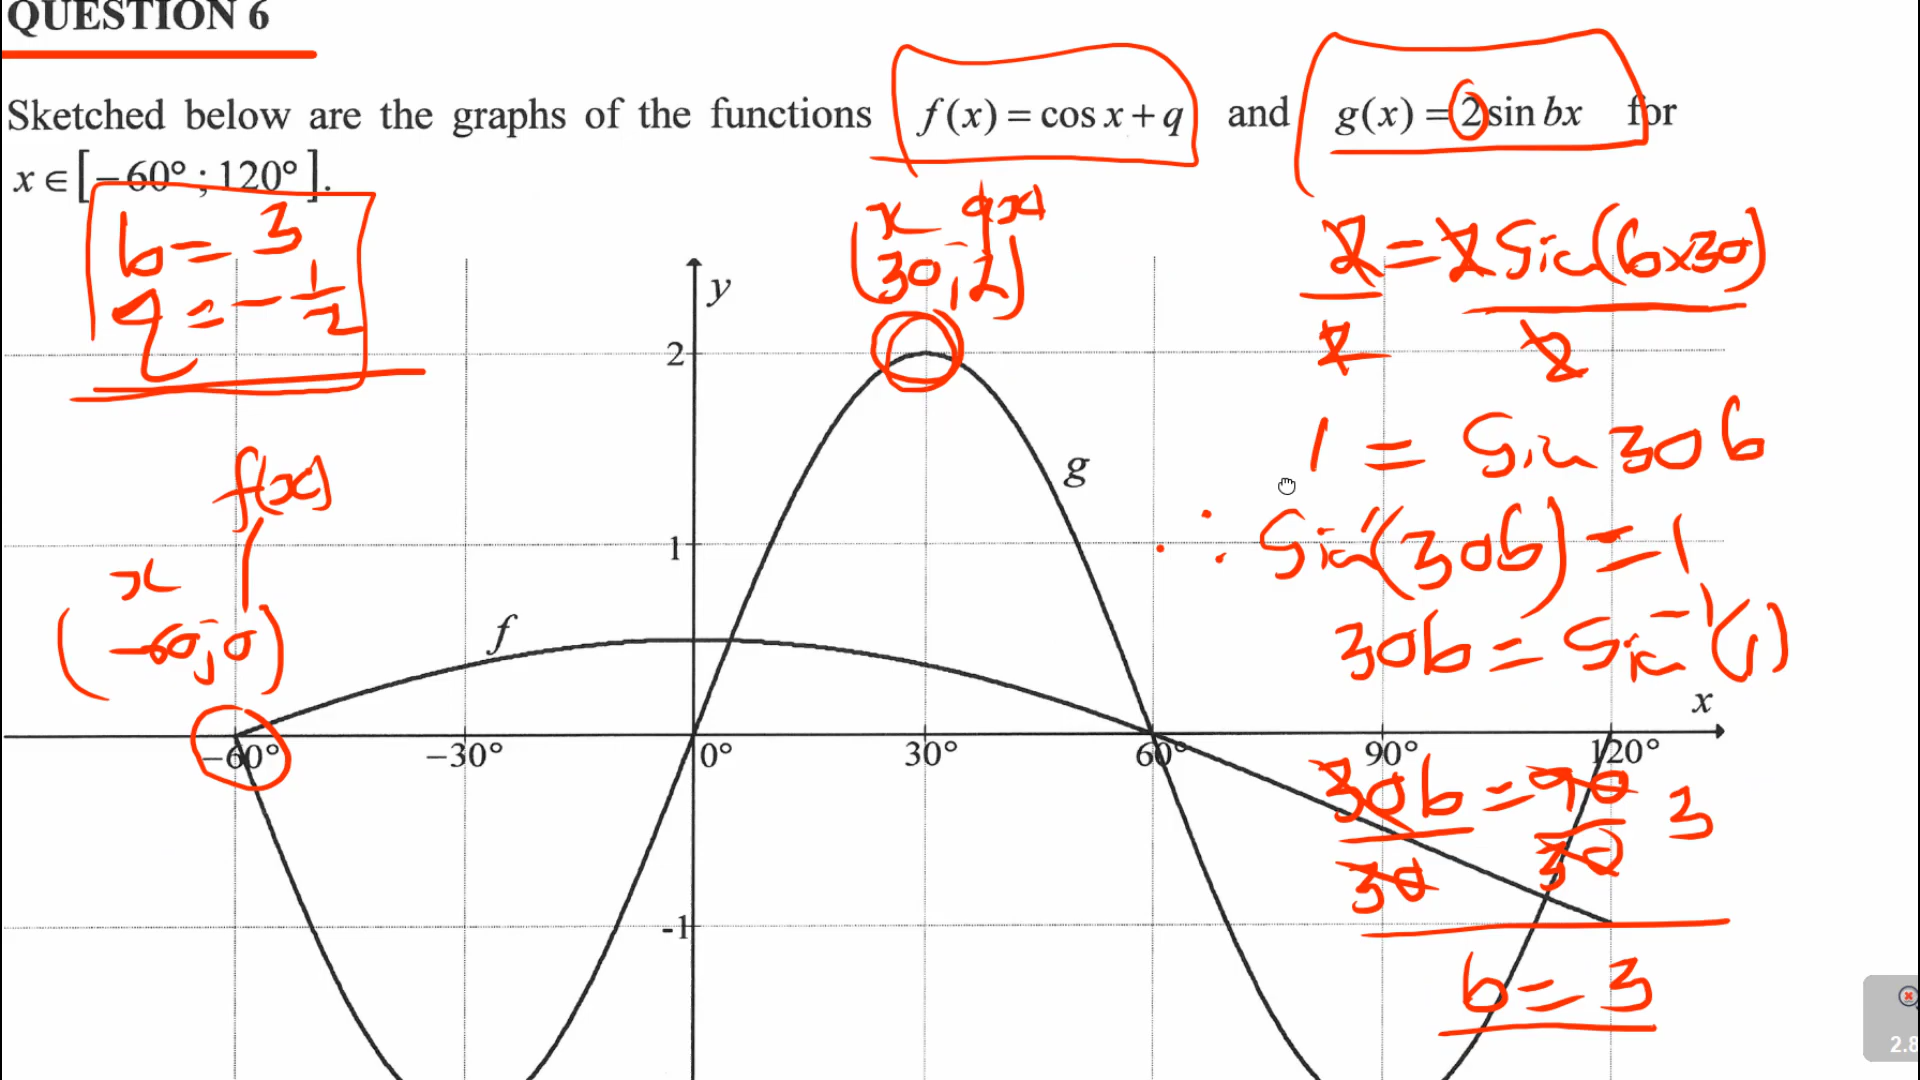 QUESTION 6
Sketched below are the graphs of the functions f(x) = cos x + q and g(x) = 2 sin bx for
x ∈ [−60° ; 120°].
b = 3
q = − 1/2
x g(x)
(30 ; 2)
2 = 2 Sin(b×30)
2 2
1 = Sin 30b
∴ Sin(30b) = 1
30b = Sin⁻¹(1)
y
2
g
f(x)
1
x
(−60 ; 0)
f
x
−60° −30° 0° 30° 60° 90° 120°
30b = 90 3
30 30
-1
b = 3
2.8